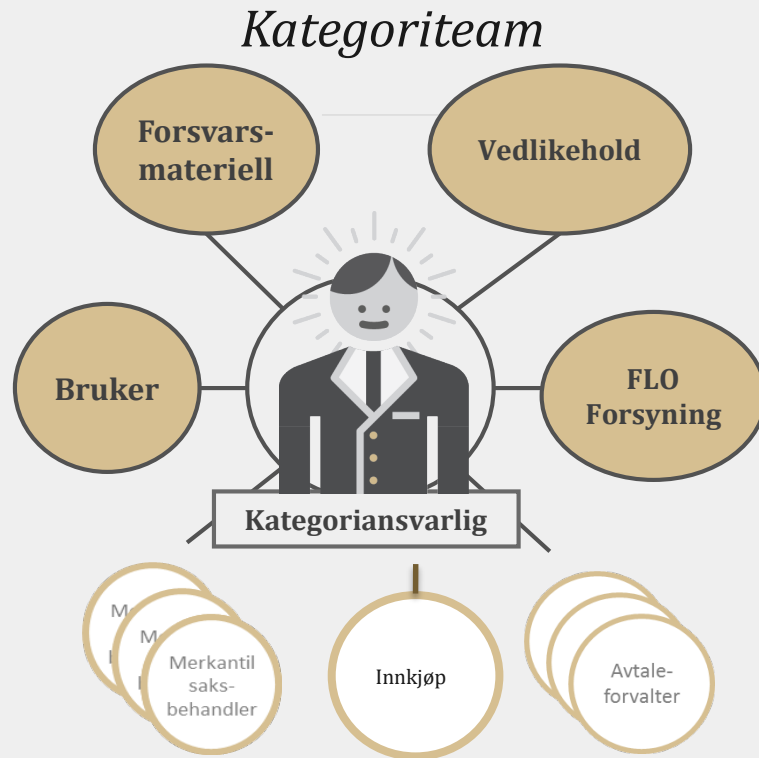 Kategoriteam
Forsvars-
materiell
Vedlikehold
Bruker
FLO
Forsyning
Kategoriansvarlig
Merkantil
saks-
behandler
Innkjøp
Avtale-
forvalter